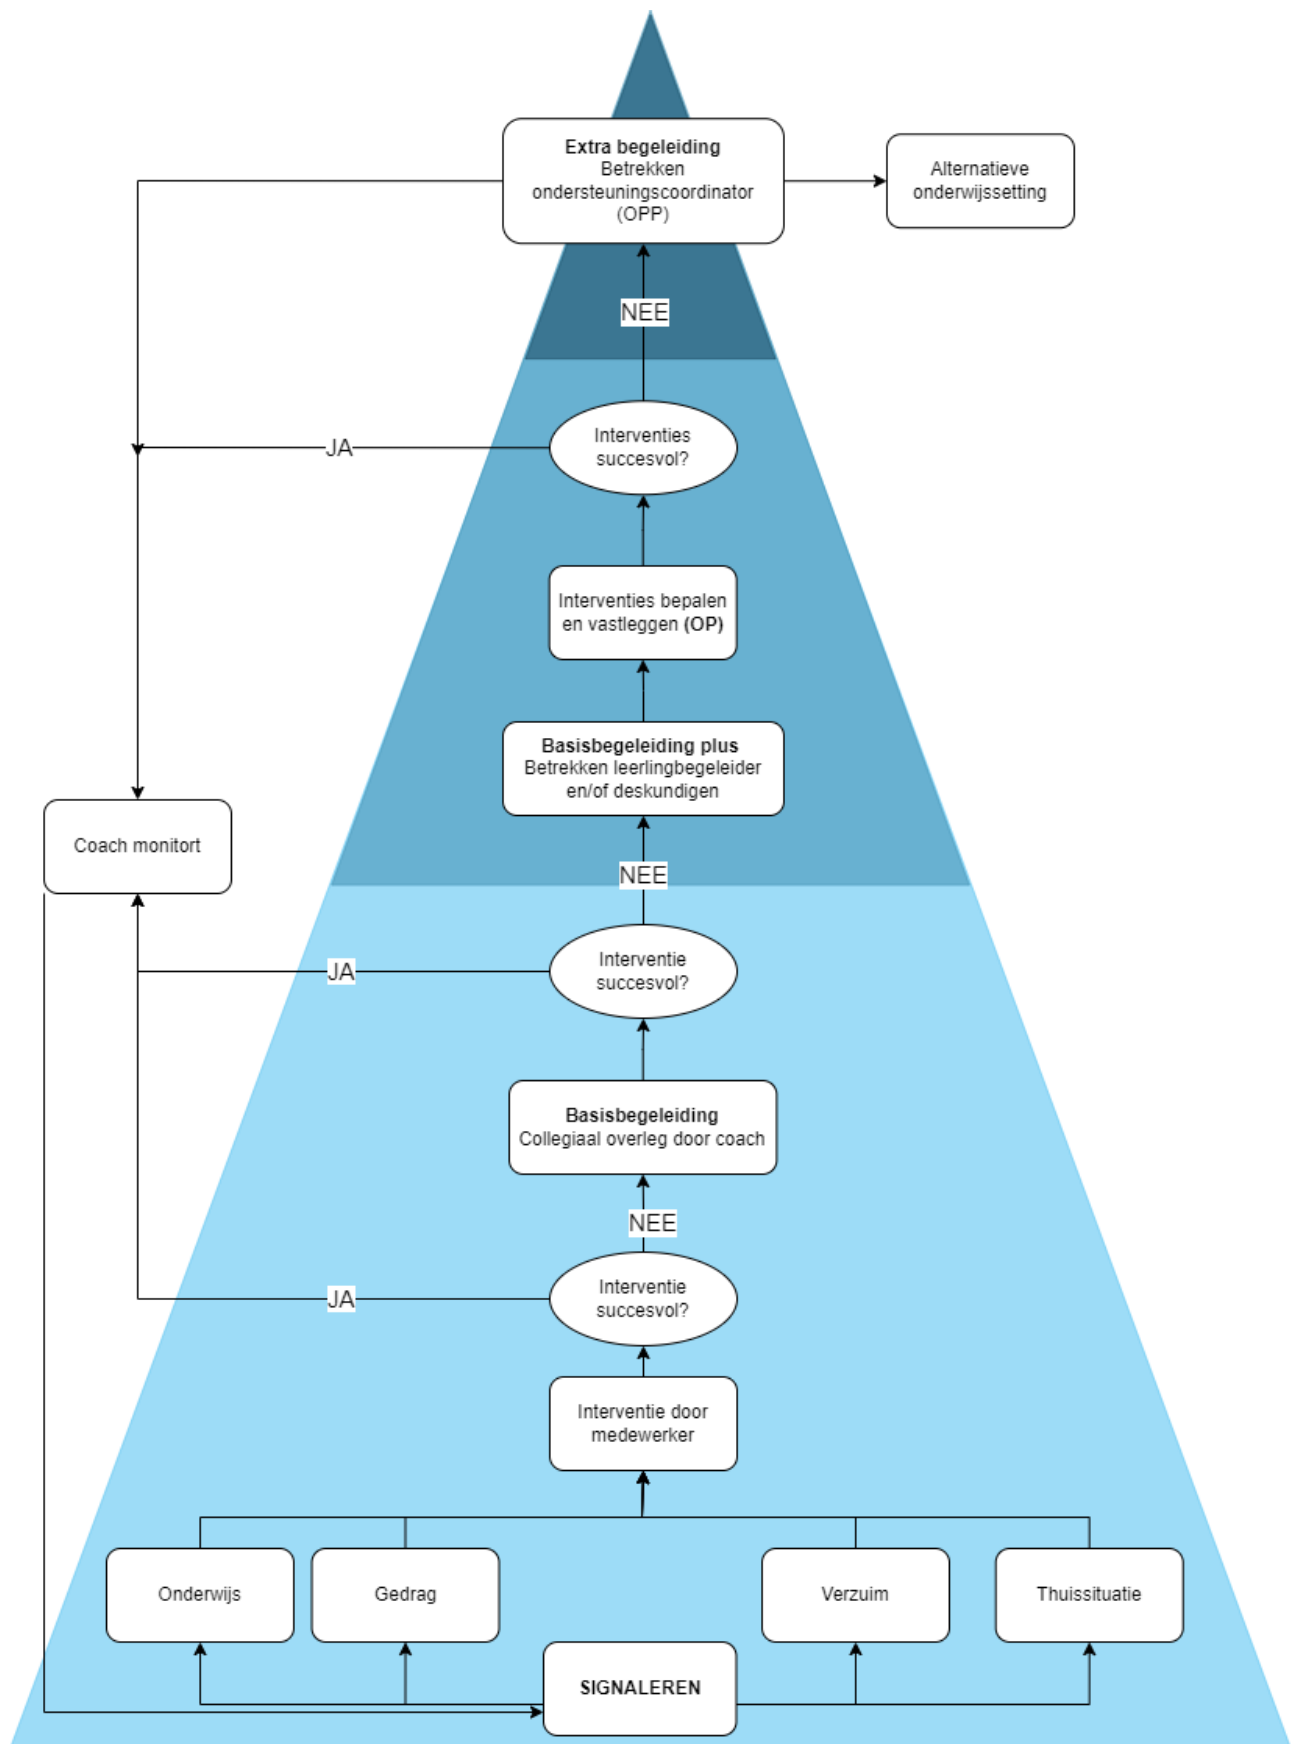 Extra begeleiding
Betrekken
ondersteuningscoordinator
(OPP)
Alternatieve
onderwijssetting
NEE
Interventies
succesvol?
JA
Interventies bepalen
en vastleggen (OP)
Basisbegeleiding plus
Betrekken leerlingbegeleider
en/of deskundigen
Coach monitort
NEE
Interventie
succesvol?
JA
Basisbegeleiding
Collegiaal overleg door coach
NEE
Interventie
succesvol?
JA
Interventie door
medewerker
Onderwijs
Gedrag
Verzuim
Thuissituatie
SIGNALEREN